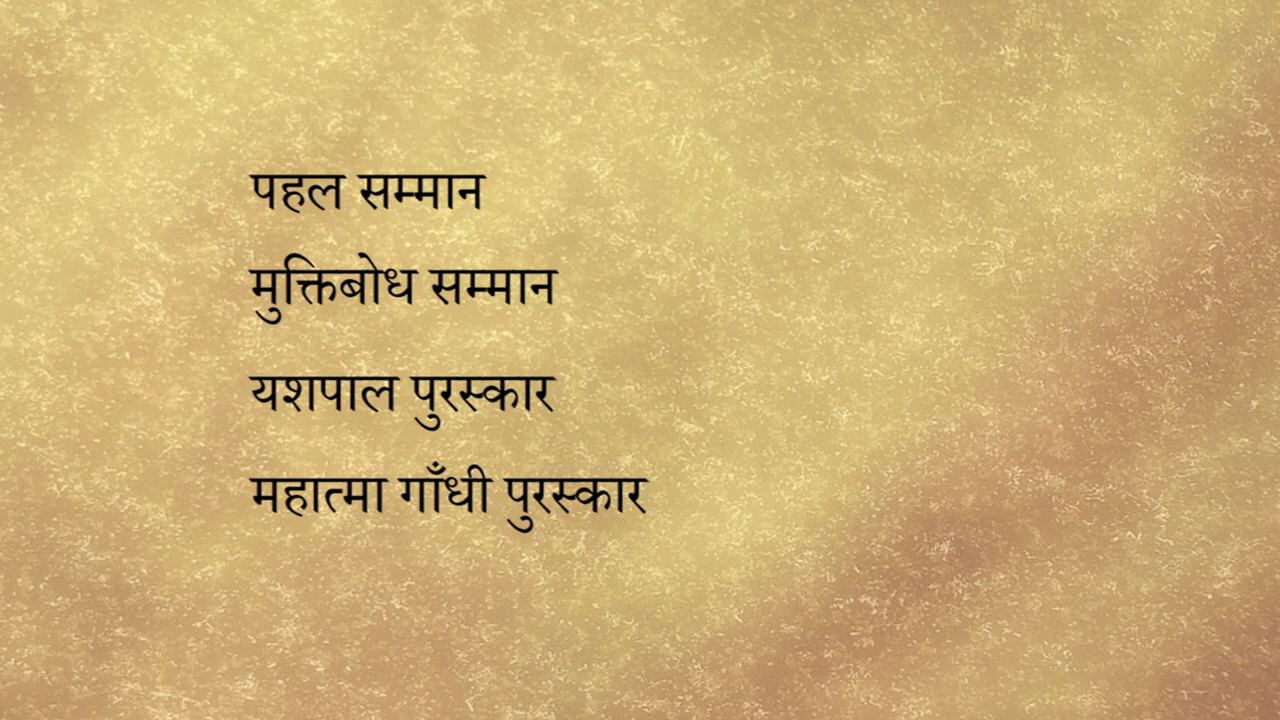 पहल सम्मान
मुक्तिबोध सम्मान
यशपाल पुरस्कार
महात्मा गाँधी पुरस्कार